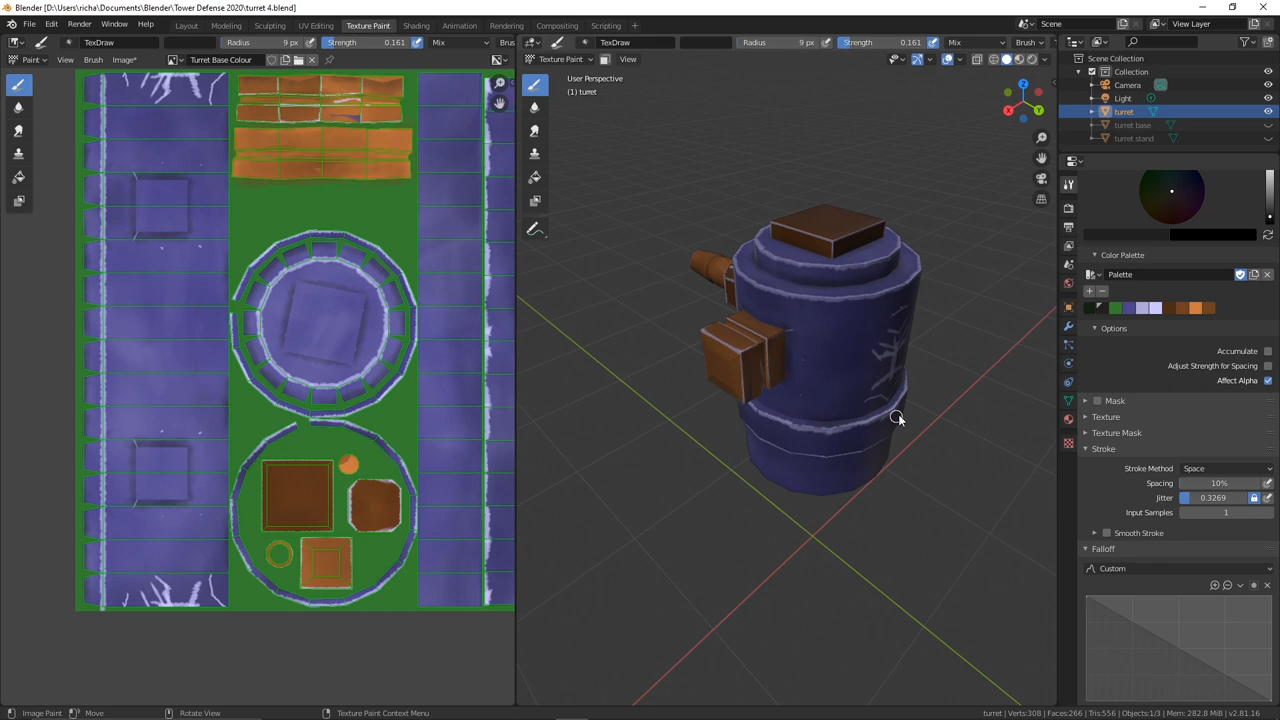 Blender [D:\Users\richa\Documents\Blender\Tower Defense 2020\turret 4.blend]
File Edit Render Window Help Layout Modeling Sculpting UV Editing Texture Paint Shading Animation Rendering Compositing Scripting + Scene View Layer
TexDraw Radius 9 px Strength 0.161 Mix Brus
TexDraw Radius 9 px Strength 0.161 Mix Brush
Paint View Brush Image* Turret Base Colour
Texture Paint View
User Perspective
(1) turret
Z
Y
X
Scene Collection
Collection
Camera
Light
turret
turret base
turret stand
Color Palette
Palette
Options
Accumulate
Adjust Strength for Spacing
Affect Alpha
Mask
Texture
Texture Mask
Stroke
Stroke Method Space
Spacing 10%
Jitter 0.3269
Input Samples 1
Smooth Stroke
Falloff
Custom
Image Paint Move Rotate View Texture Paint Context Menu turret | Verts:308 | Faces:266 | Tris:556 | Objects:1/3 | Mem: 282.8 MiB | v2.81.16